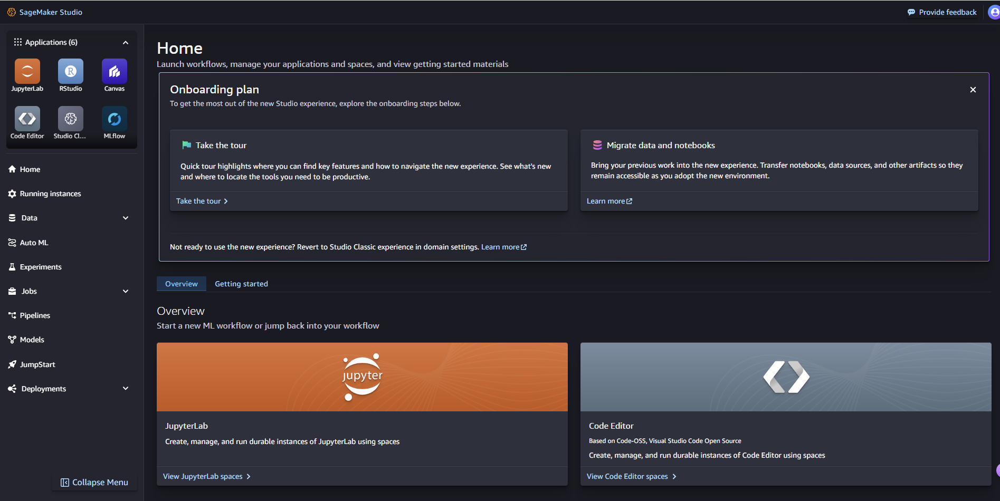 SageMaker Studio
Provide feedback
Applications (6)
JupyterLab
RStudio
R
Canvas
Code Editor
Studio Cl...
MLflow
Home
Running instances
Data
Auto ML
Experiments
Jobs
Pipelines
Models
JumpStart
Deployments
Collapse Menu
Home
Launch workflows, manage your applications and spaces, and view getting started materials
Onboarding plan
To get the most out of the new Studio experience, explore the onboarding steps below.
Take the tour
Quick tour highlights where you can find key features and how to navigate the new experience. See what's new
and where to locate the tools you need to be productive.
Take the tour
Migrate data and notebooks
Bring your previous work into the new experience. Transfer notebooks, data sources, and other artifacts so they
remain accessible as you adopt the new environment.
Learn more
Not ready to use the new experience? Revert to Studio Classic experience in domain settings. Learn more
Overview
Getting started
Overview
Start a new ML workflow or jump back into your workflow
jupyter
JupyterLab
Create, manage, and run durable instances of JupyterLab using spaces
View JupyterLab spaces
Code Editor
Based on Code-OSS, Visual Studio Code Open Source
Create, manage, and run durable instances of Code Editor using spaces
View Code Editor spaces